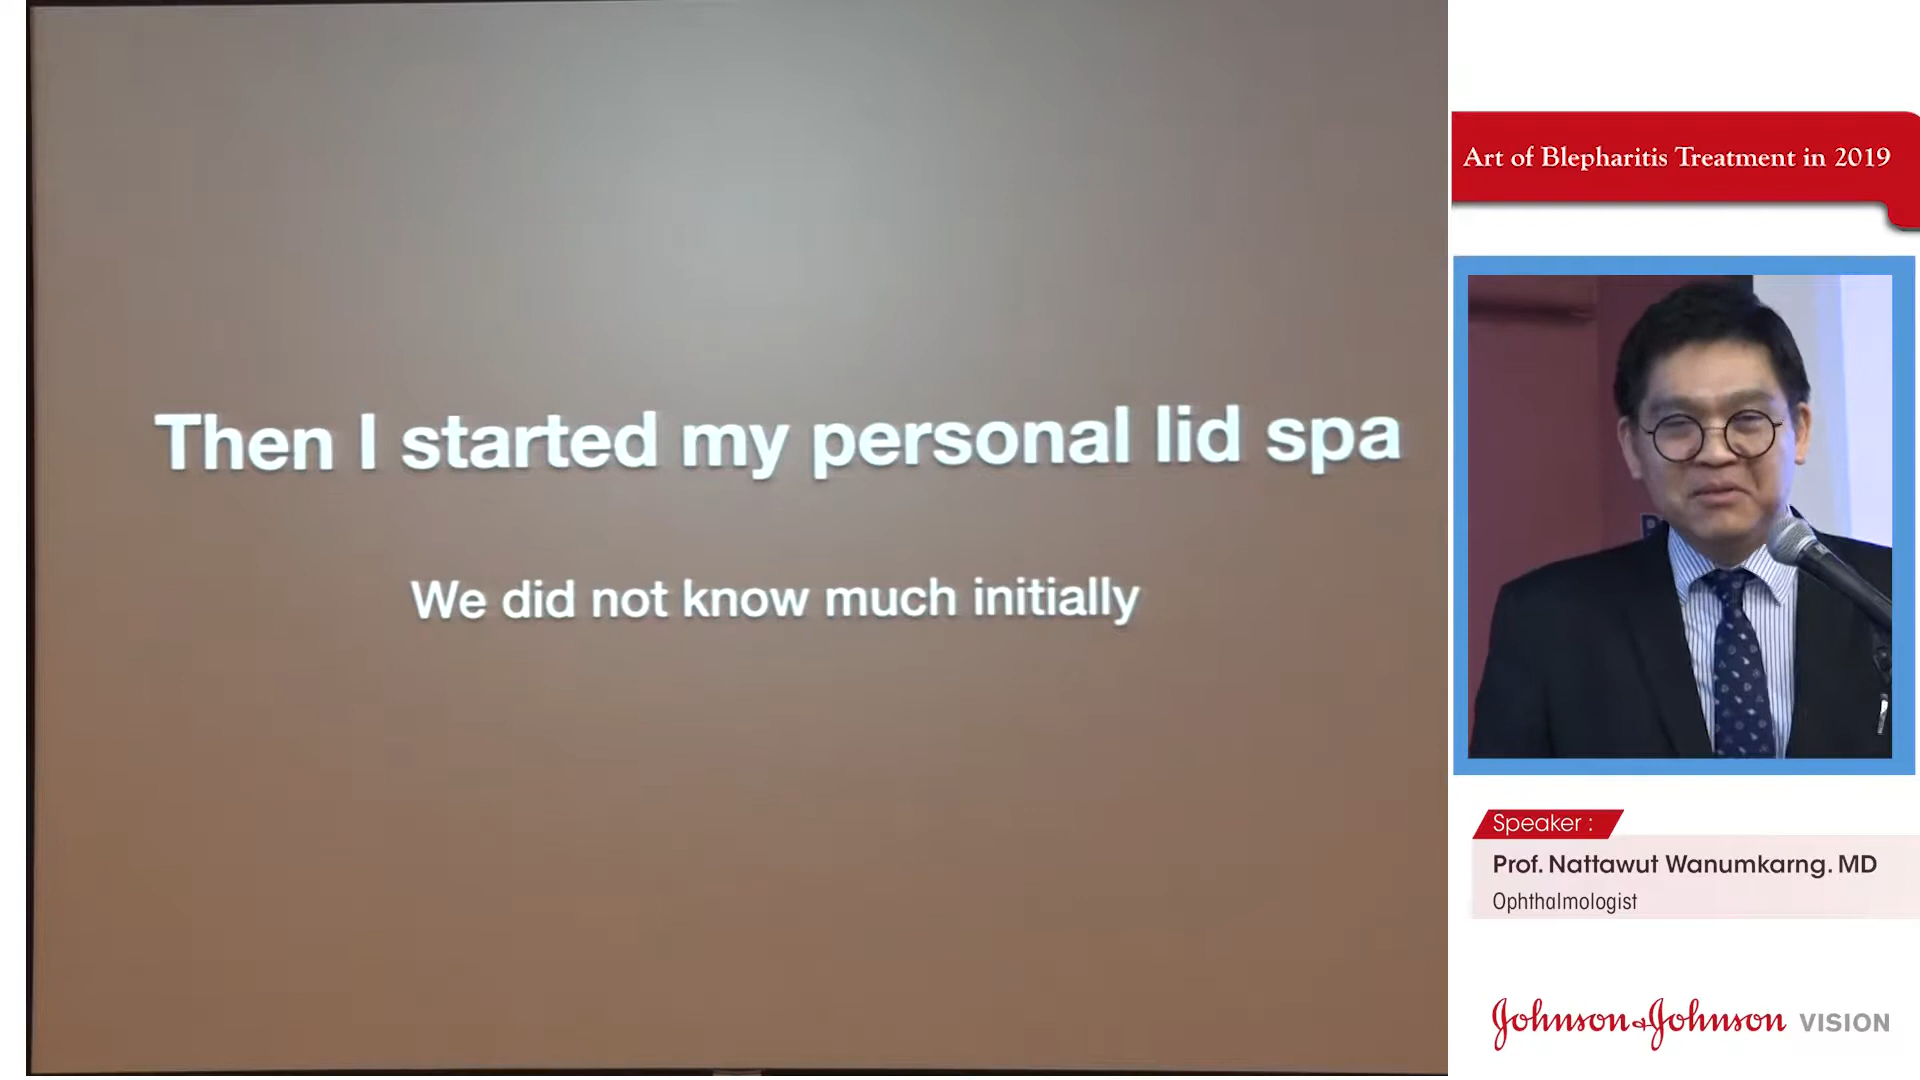 Then I started my personal lid spa
We did not know much initially
Art of Blepharitis Treatment in 2019
Speaker :
Prof. Nattawut Wanumkarng. MD
Ophthalmologist
Johnson & Johnson VISION